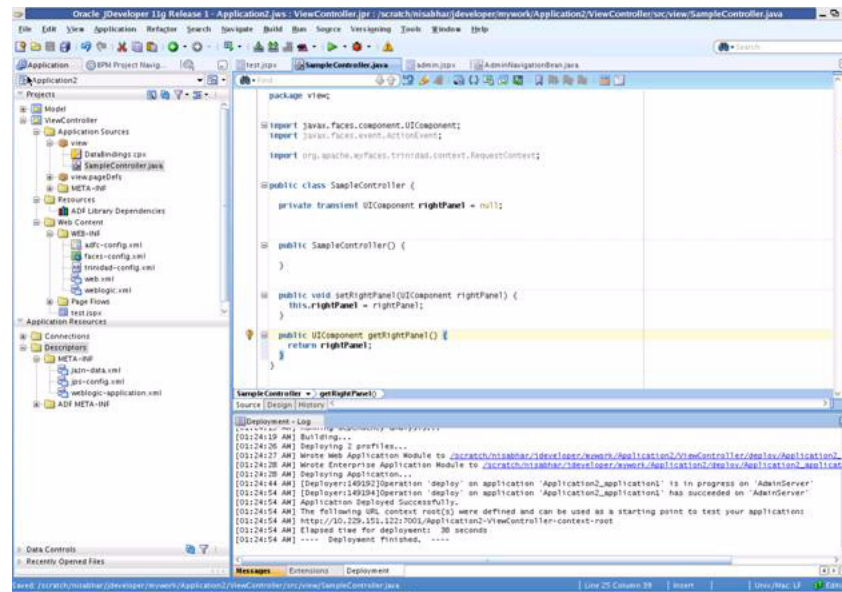 Oracle JDeveloper 11g Release 1 - Application2.jws : ViewController.jpr : /scratch/nisabhar/jdeveloper/mywork/Application2/ViewController/src/view/SampleController.java
File Edit View Application Refactor Search Navigate Build Run Source Versioning Tools Window Help
Search
Application
BPM Project Navig...
test.jspx
SampleController.java
admin.jspx
AdminNavigationBean.java
Application2
Find
Projects
Model
ViewController
Application Sources
view
DataBindings.cpx
SampleController.java
view.pageDefs
META-INF
Resources
ADF Library Dependencies
Web Content
WEB-INF
adfc-config.xml
faces-config.xml
trinidad-config.xml
web.xml
weblogic.xml
Page Flows
test.jspx
Application Resources
Connections
Descriptors
META-INF
jazn-data.xml
jps-config.xml
weblogic-application.xml
ADF META-INF
Data Controls
Recently Opened Files
package view;
import javax.faces.component.UIComponent;
import javax.faces.event.ActionEvent;
import org.apache.myfaces.trinidad.context.RequestContext;
public class SampleController {
private transient UIComponent rightPanel = null;
public SampleController() {
}
public void setRightPanel(UIComponent rightPanel) {
this.rightPanel = rightPanel;
}
public UIComponent getRightPanel() {
return rightPanel;
}
}
SampleController getRightPanel()
Source Design History
Deployment - Log
[01:24:19 AM] Building...
[01:24:26 AM] Deploying 2 profiles...
[01:24:27 AM] Wrote Web Application Module to /scratch/nisabhar/jdeveloper/mywork/Application2/ViewController/deploy/Application2_
[01:24:28 AM] Wrote Enterprise Application Module to /scratch/nisabhar/jdeveloper/mywork/Application2/deploy/Application2_applicat
[01:24:28 AM] Deploying Application...
[01:24:44 AM] [Deployer:149192]Operation 'deploy' on application 'Application2_application1' is in progress on 'AdminServer'
[01:24:54 AM] [Deployer:149194]Operation 'deploy' on application 'Application2_application1' has succeeded on 'AdminServer'
[01:24:54 AM] Application Deployed Successfully.
[01:24:54 AM] The following URL context root(s) were defined and can be used as a starting point to test your application:
[01:24:54 AM] http://10.229.151.122:7001/Application2-ViewController-context-root
[01:24:54 AM] Elapsed time for deployment: 38 seconds
[01:24:54 AM] ---- Deployment finished. ----
Messages Extensions Deployment
Saved: /scratch/nisabhar/jdeveloper/mywork/Application2/ViewController/src/view/SampleController.java
Line 25 Column 39
Insert
Unix/Mac: LF